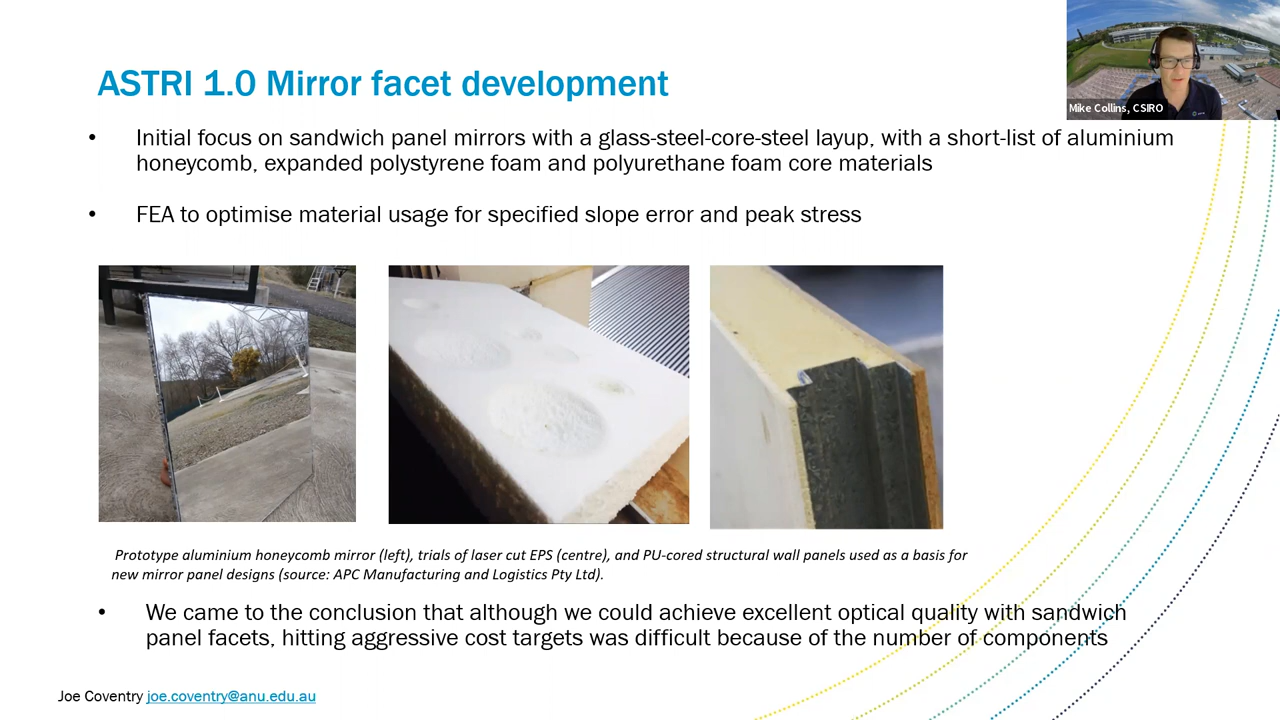 ASTRI 1.0 Mirror facet development
Mike Collins, CSIRO
• Initial focus on sandwich panel mirrors with a glass-steel-core-steel layup, with a short-list of aluminium
honeycomb, expanded polystyrene foam and polyurethane foam core materials
• FEA to optimise material usage for specified slope error and peak stress
Prototype aluminium honeycomb mirror (left), trials of laser cut EPS (centre), and PU-cored structural wall panels used as a basis for
new mirror panel designs (source: APC Manufacturing and Logistics Pty Ltd).
• We came to the conclusion that although we could achieve excellent optical quality with sandwich
panel facets, hitting aggressive cost targets was difficult because of the number of components
Joe Coventry joe.coventry@anu.edu.au